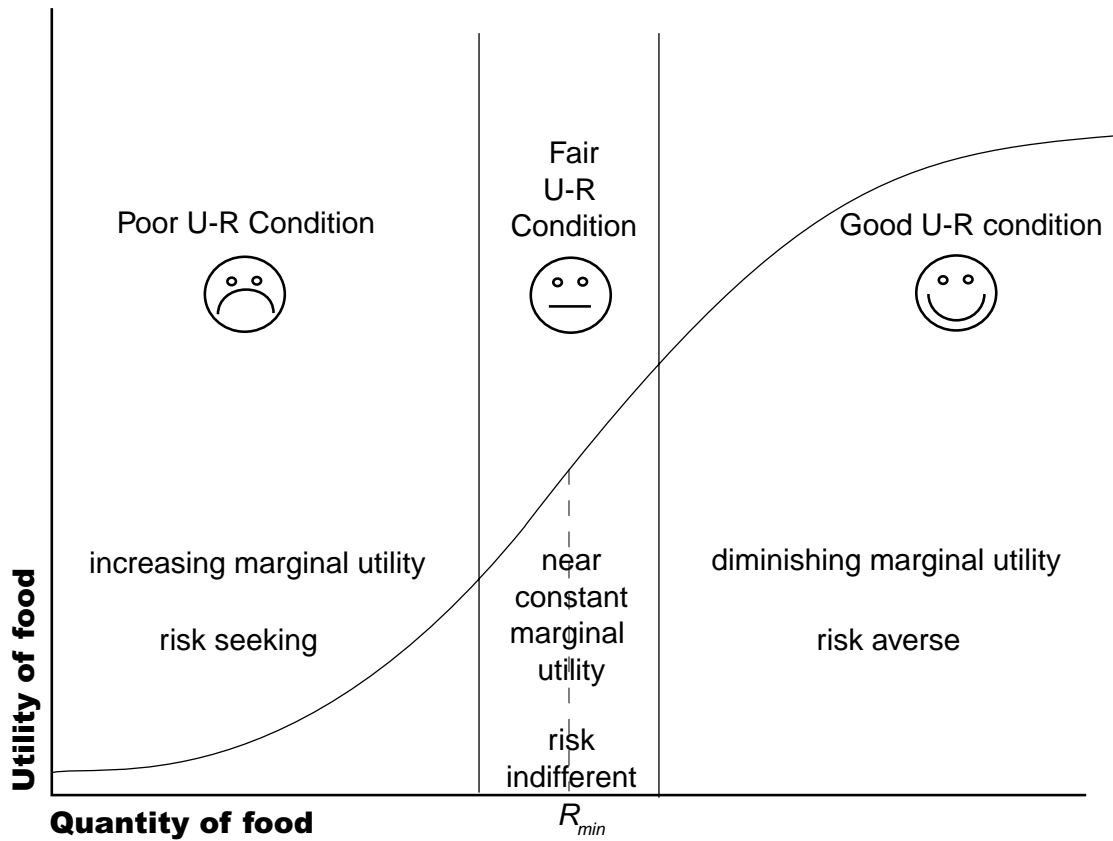 Fair
U-R
Condition
Poor U-R Condition
Good U-R condition
increasing marginal utility
risk seeking
near
constant
marginal
utility
risk
indifferent
diminishing marginal utility
risk averse
Utility of food
Quantity of food
Rmin